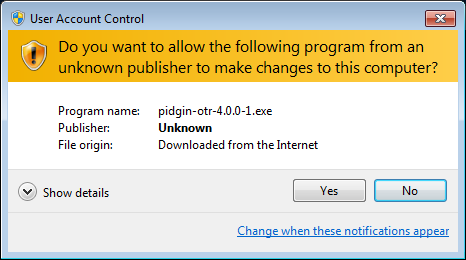 User Account Control
Do you want to allow the following program from an
unknown publisher to make changes to this computer?
Program name: pidgin-otr-4.0.0-1.exe
Publisher: Unknown
File origin: Downloaded from the Internet
Show details
Yes
No
Change when these notifications appear